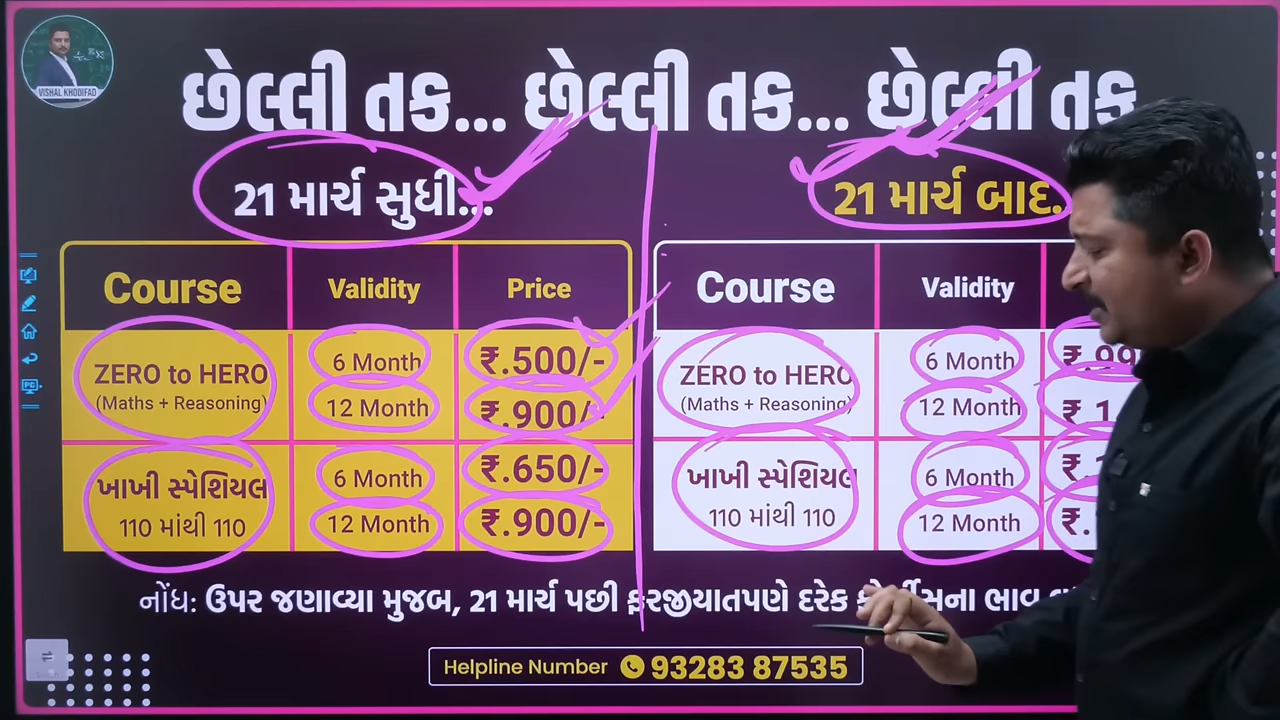 VISHAL KHODIFAD
છેલ્લી તક... છેલ્લી તક... છેલ્લી તક
21 માર્ચ સુધી...
Course Validity Price
ZERO to HERO
(Maths + Reasoning)
6 Month ₹.500/-
12 Month ₹.900/-
ખાખી સ્પેશિયલ
110 માંથી 110
6 Month ₹.650/-
12 Month ₹.900/-
21 માર્ચ બાદ.
Course Validity
ZERO to HERO
(Maths + Reasoning)
6 Month
12 Month
ખાખી સ્પેશિયલ
110 માંથી 110
6 Month
12 Month
નોંધ: ઉપર જણાવ્યા મુજબ, 21 માર્ચ પછી ફરજીયાતપણે દરેક કોર્સીસના ભાવ
Helpline Number 93283 87535